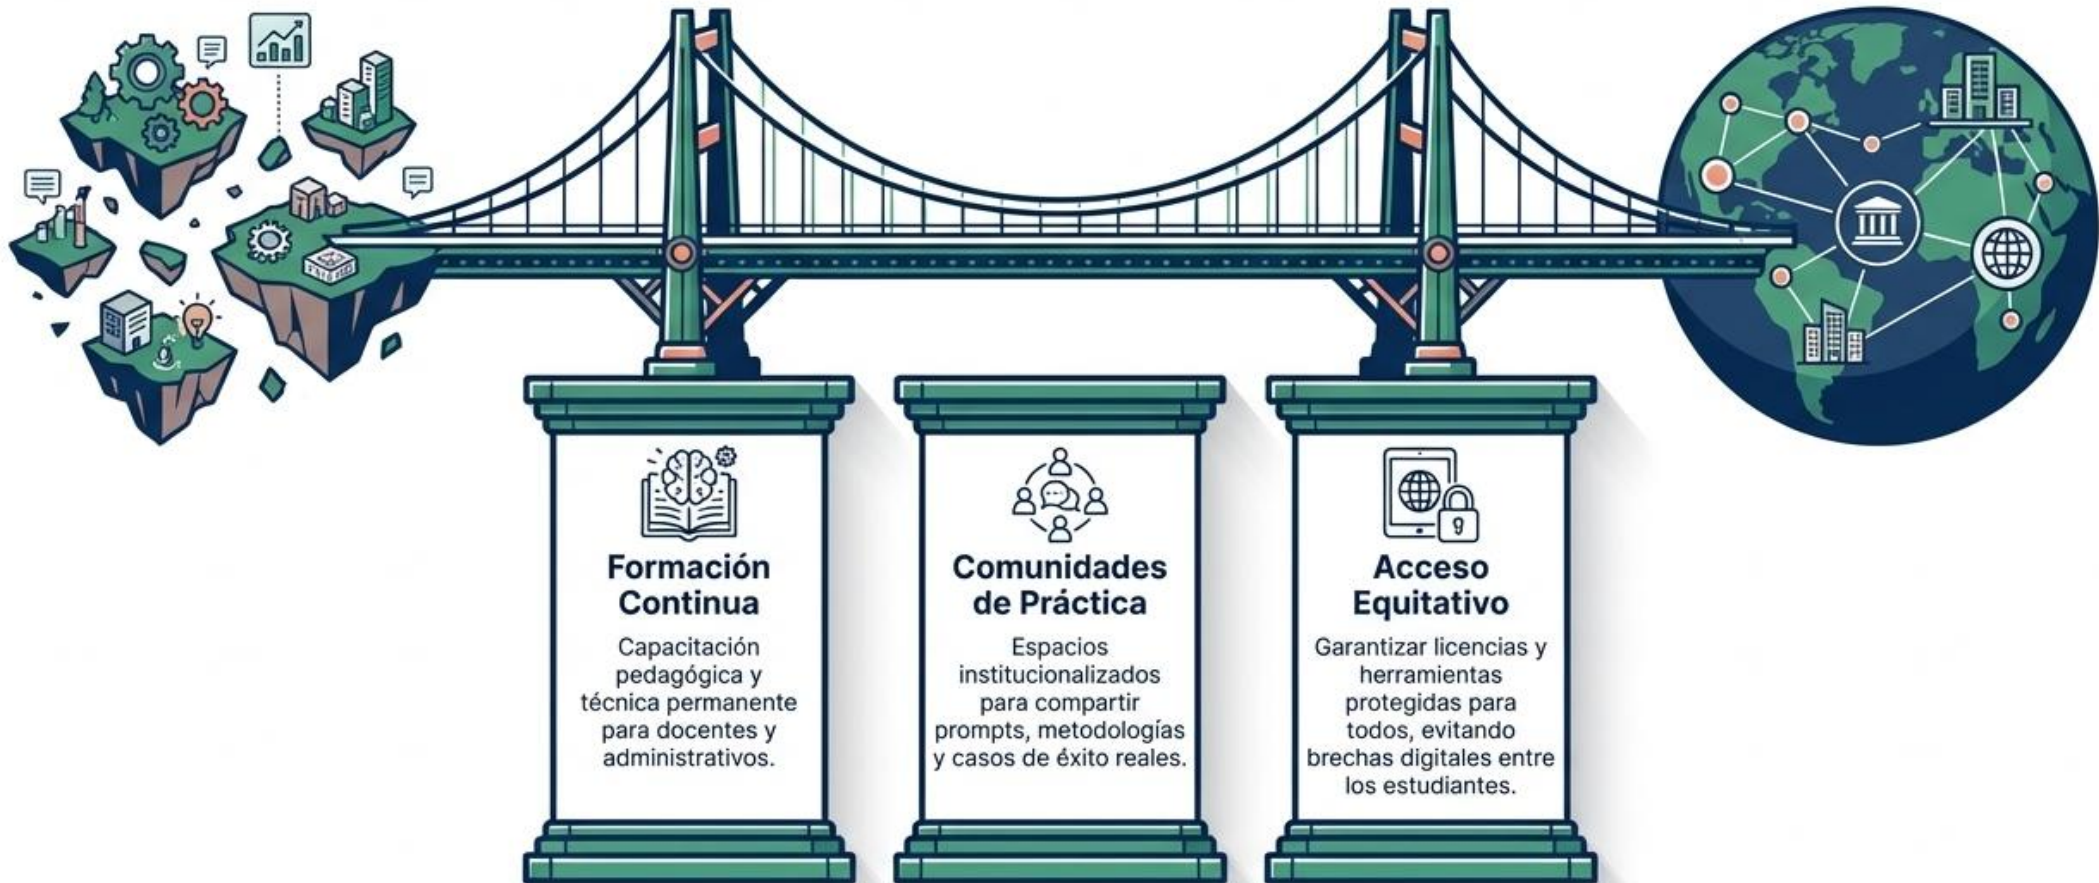 Formación
Continua
Capacitación
pedagógica y
técnica permanente
para docentes y
administrativos.
Comunidades
de Práctica
Espacios
institucionalizados
para compartir
prompts, metodologías
y casos de éxito reales.
Acceso
Equitativo
Garantizar licencias y
herramientas
protegidas para
todos, evitando
brechas digitales entre
los estudiantes.